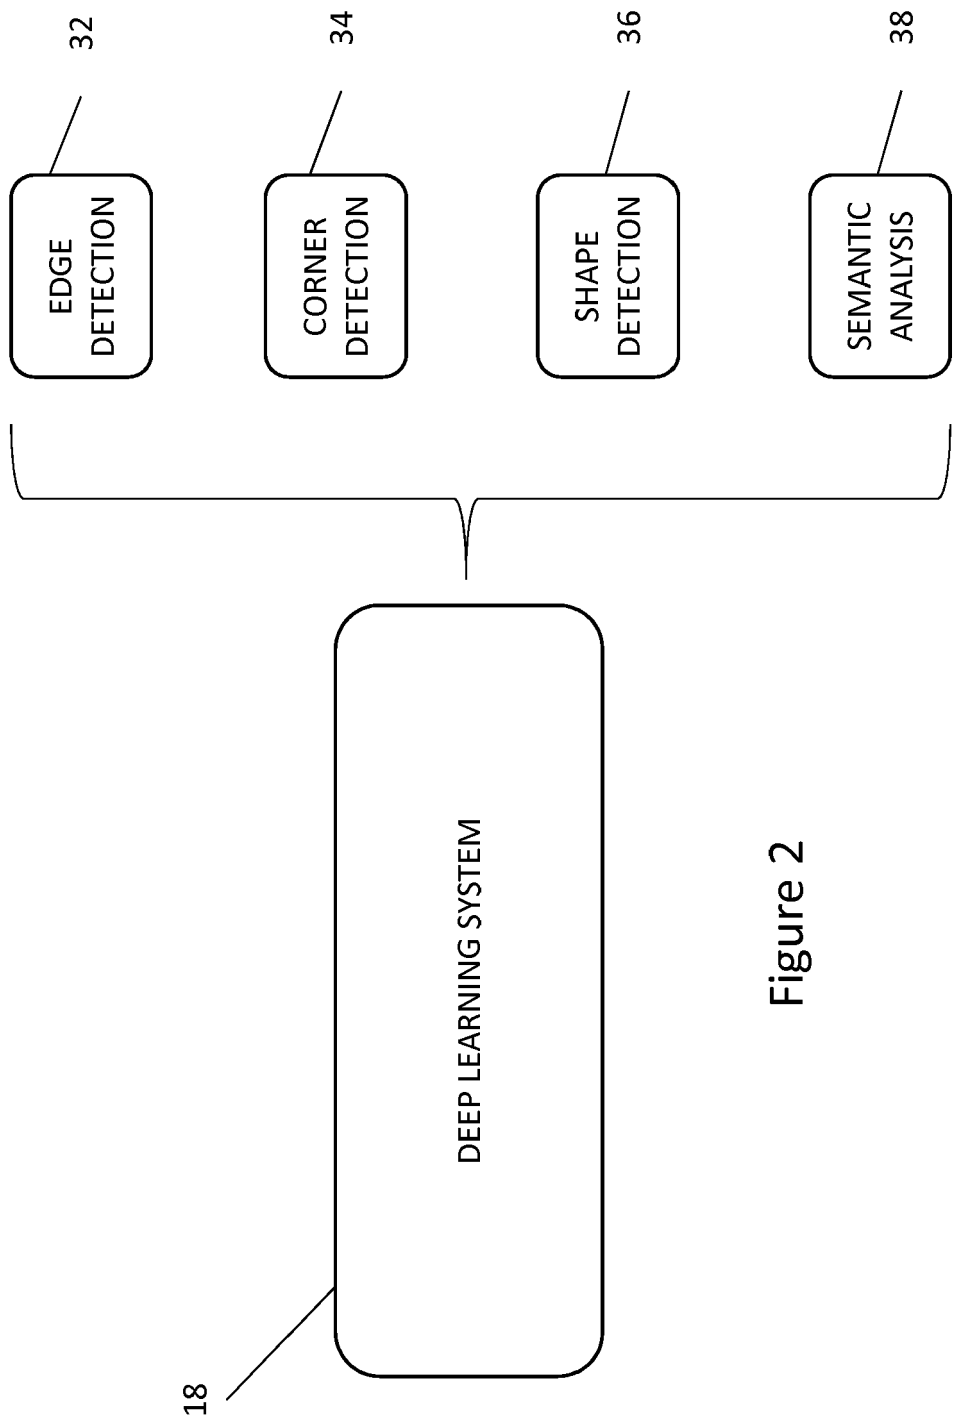 18
DEEP LEARNING SYSTEM
EDGE
DETECTION
32
CORNER
DETECTION
34
SHAPE
DETECTION
36
SEMANTIC
ANALYSIS
38
Figure 2